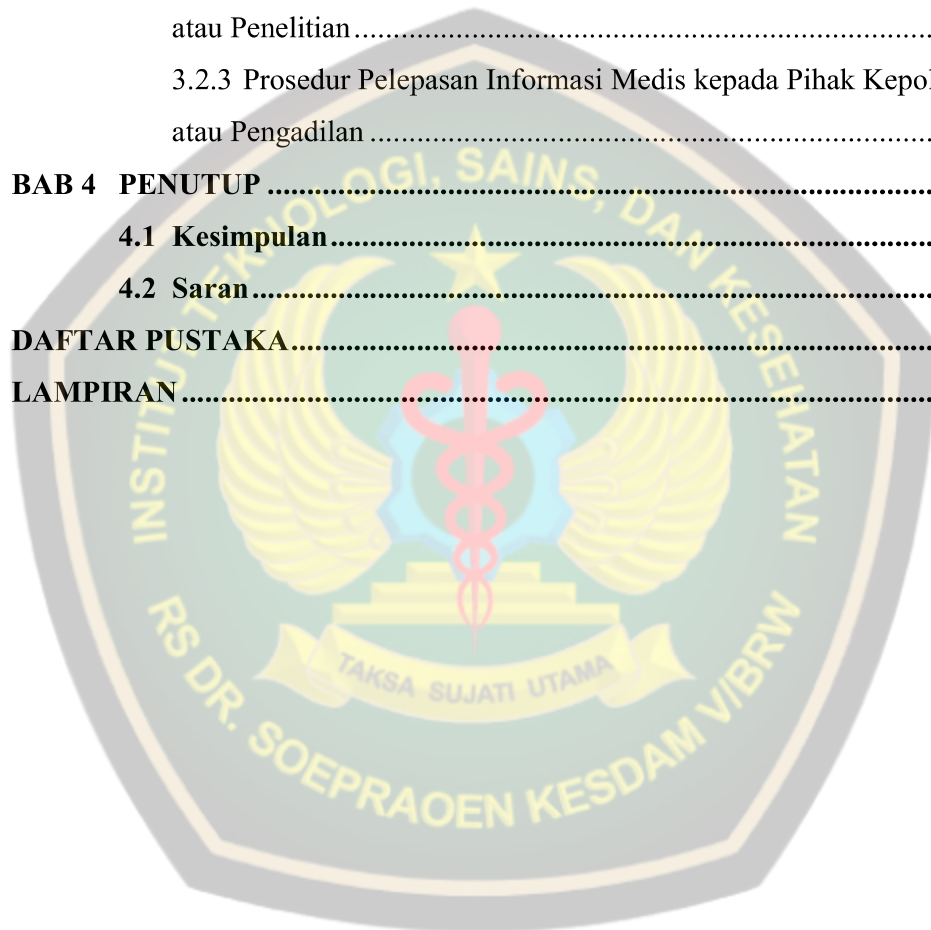 atau Penelitian................................................................................
3.2.3 Prosedur Pelepasan Informasi Medis kepada Pihak
atau Pengadilan ..............................................................................
BAB 4 PENUTUP ...........................................................................................
4.1 Kesimpulan...................................................................................
4.2 Saran.............................................................................................
DAFTAR PUSTAKA........................................................................................
LAMPIRAN......................................................................................................
INSTITUT TEKNOLOGI, SAINS, DAN KESEHATAN
TAKSA SUJATI UTAMA
RS DR. SOEPRAOEN KESDAM V/BRW